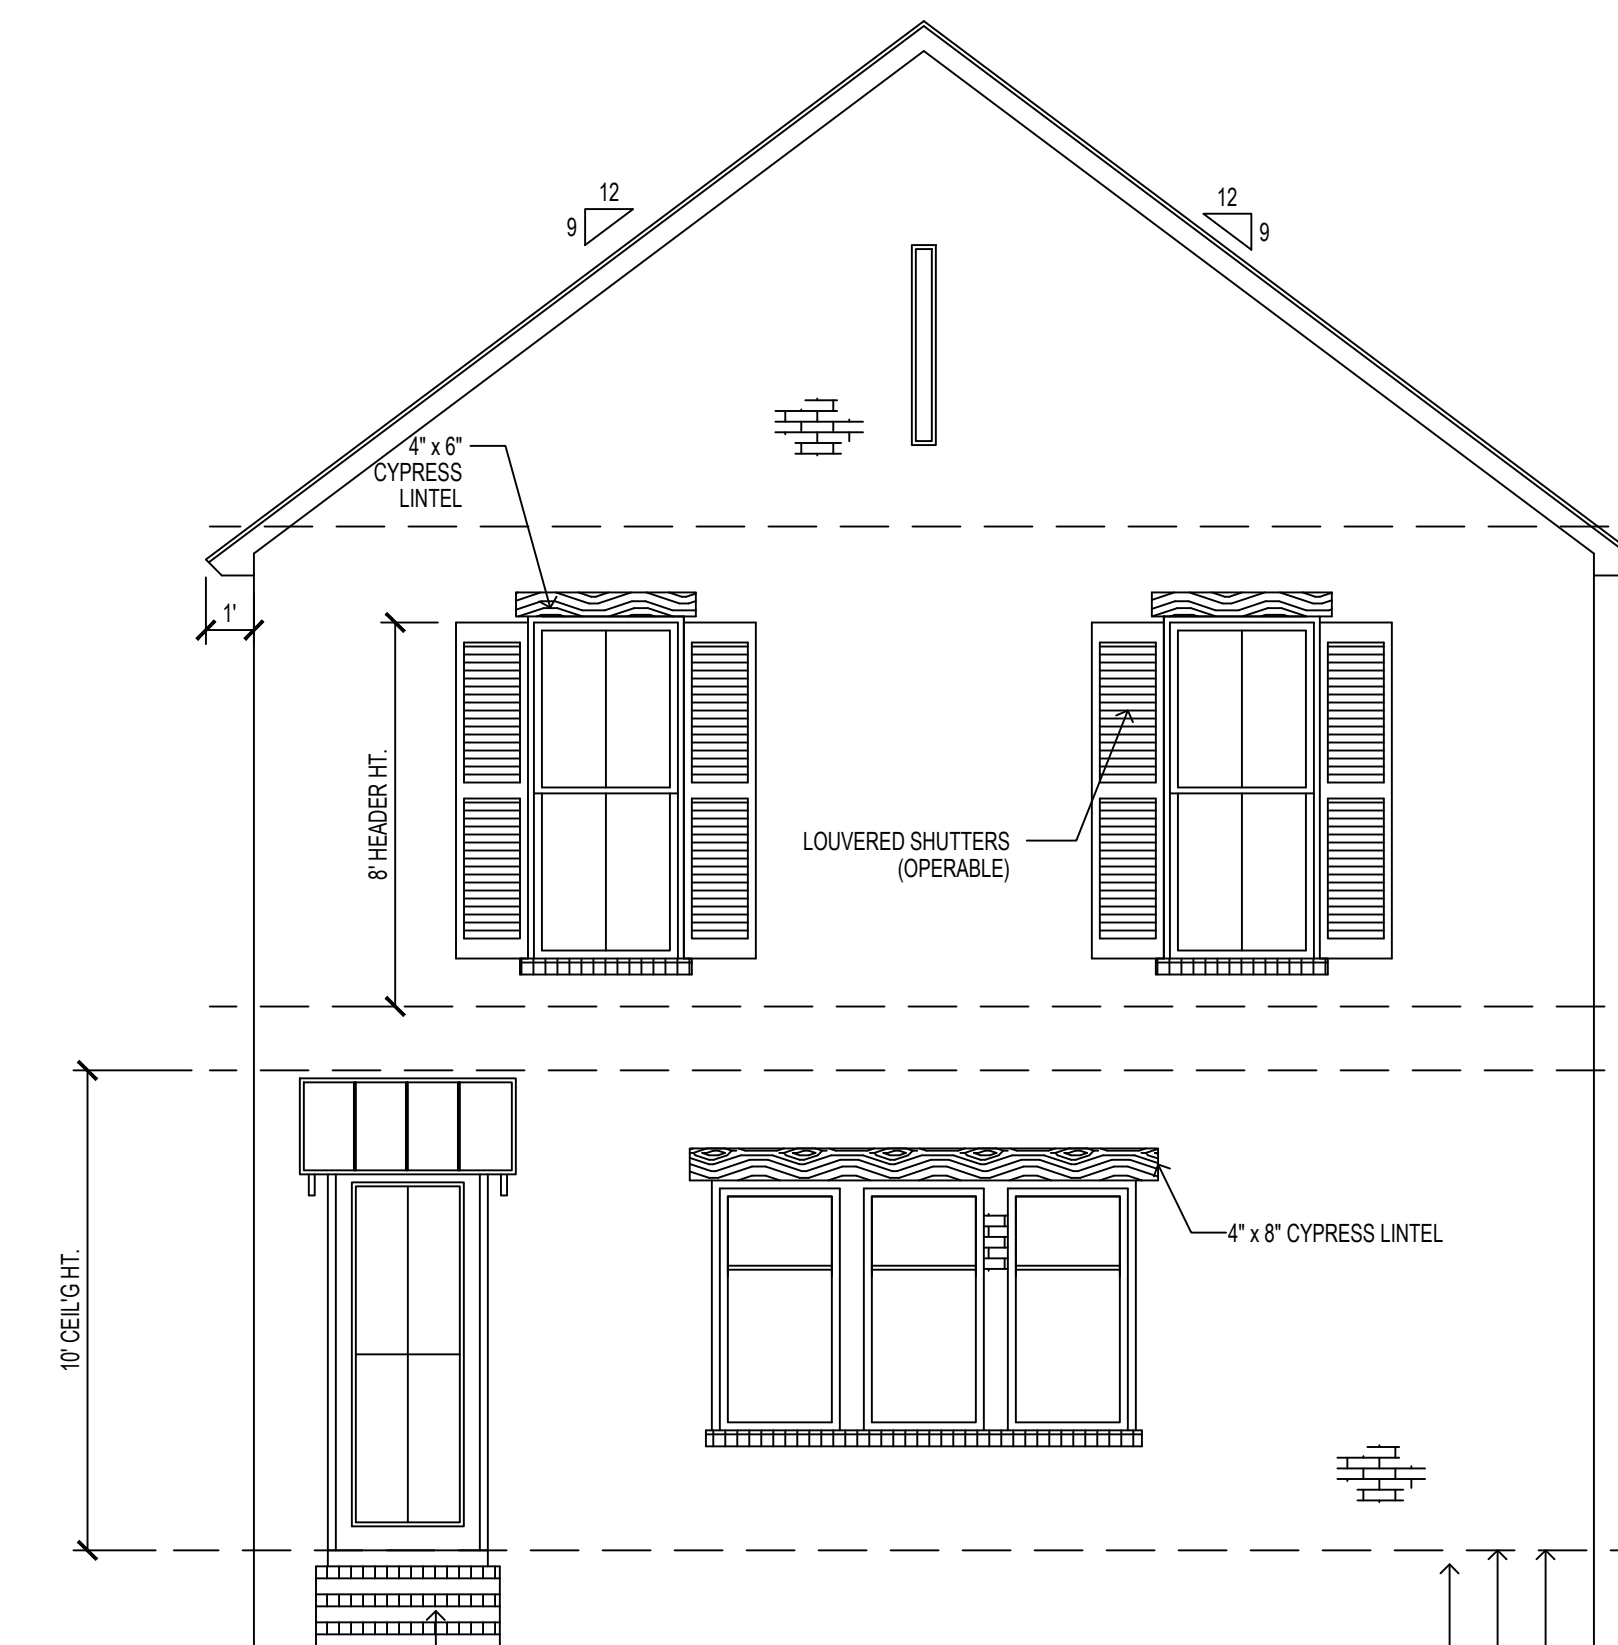 12
9
12
9
4" x 6"
CYPRESS
LINTEL
1'
8' HEADER HT.
LOUVERED SHUTTERS
(OPERABLE)
10' CEIL'G HT.
4" x 8" CYPRESS LINTEL